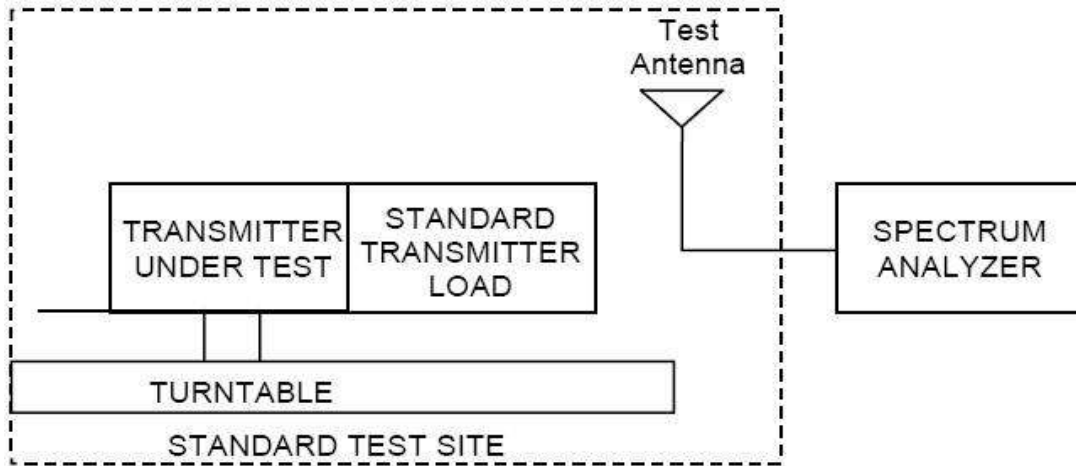 Test
Antenna
TRANSMITTER
UNDER TEST
STANDARD
TRANSMITTER
LOAD
SPECTRUM
ANALYZER
TURNTABLE
STANDARD TEST SITE